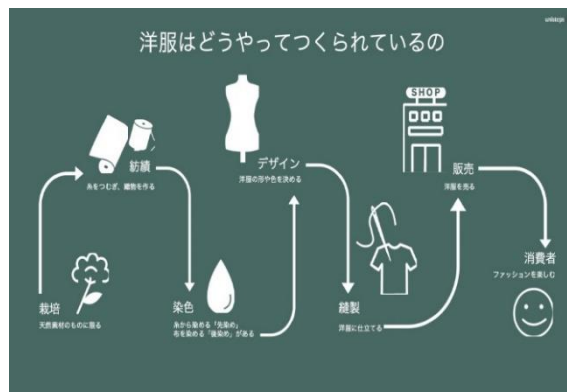 洋服はどうやってつくられているの
栽培
天然素材のものに限る
紡績
糸をつむぎ、織物を作る
染色
糸から染める「先染め」
布を染める「後染め」がある
デザイン
洋服の形や色を決める
縫製
洋服に仕立てる
SHOP
販売
洋服を売る
消費者
ファッションを楽しむ